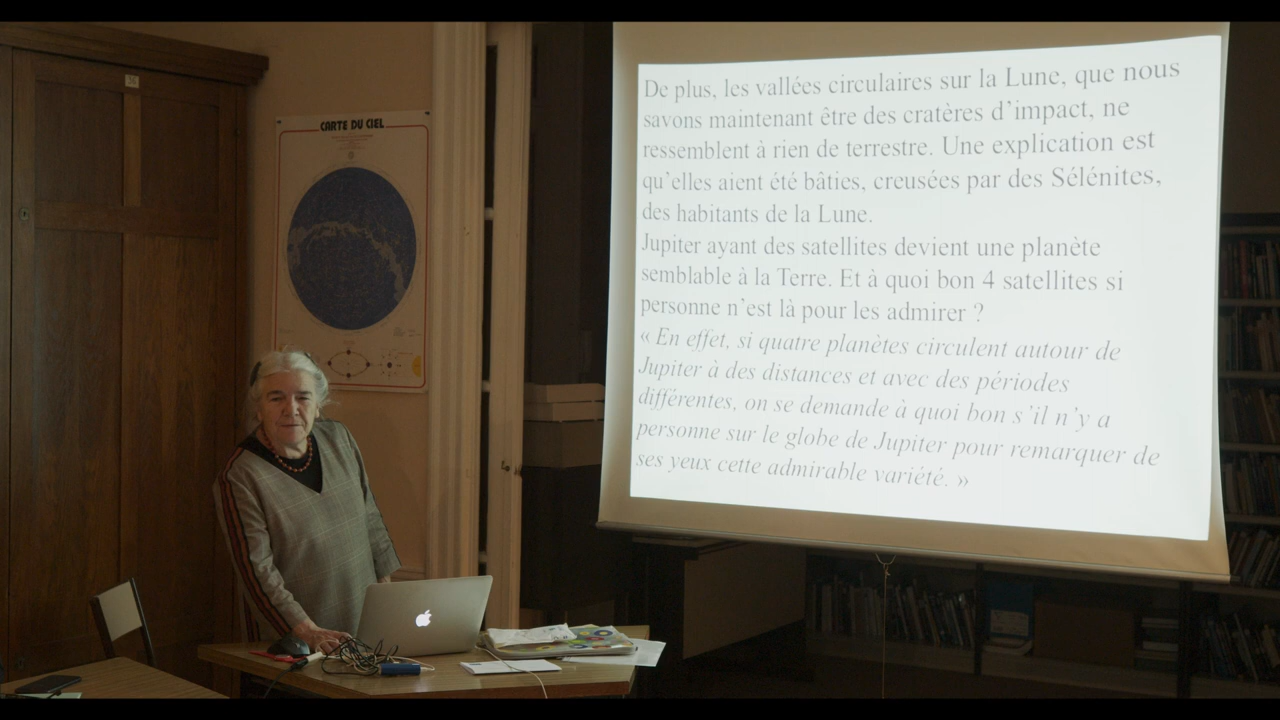 CARTE DU CIEL
De plus, les vallées circulaires sur la Lune, que nous
savons maintenant être des cratères d'impact, ne
ressemblent à rien de terrestre. Une explication est
qu'elles aient été bâties, creusées par des Sélénites,
des habitants de la Lune.
Jupiter ayant des satellites devient une planète
semblable à la Terre. Et à quoi bon 4 satellites si
personne n'est là pour les admirer ?
« En effet, si quatre planètes circulent autour de
Jupiter à des distances et avec des périodes
différentes, on se demande à quoi bon s'il n'y a
personne sur le globe de Jupiter pour remarquer de
ses yeux cette admirable variété. »